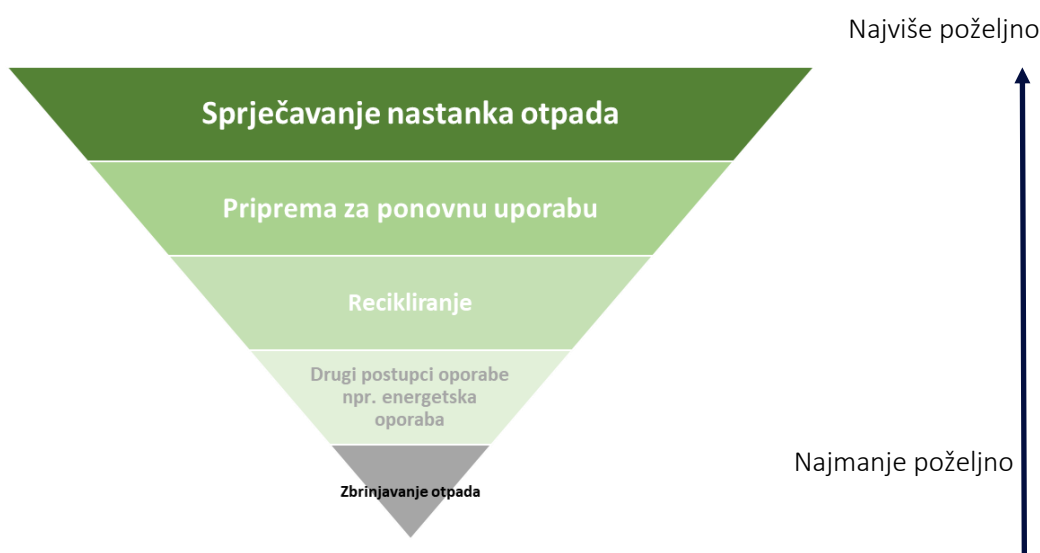 Najviše poželjno
Sprječavanje nastanka otpada
Priprema za ponovnu uporabu
Recikliranje
Drugi postupci oporabe
npr. energetska
oporaba
Najmanje poželjno
Zbrinjavanje otpada